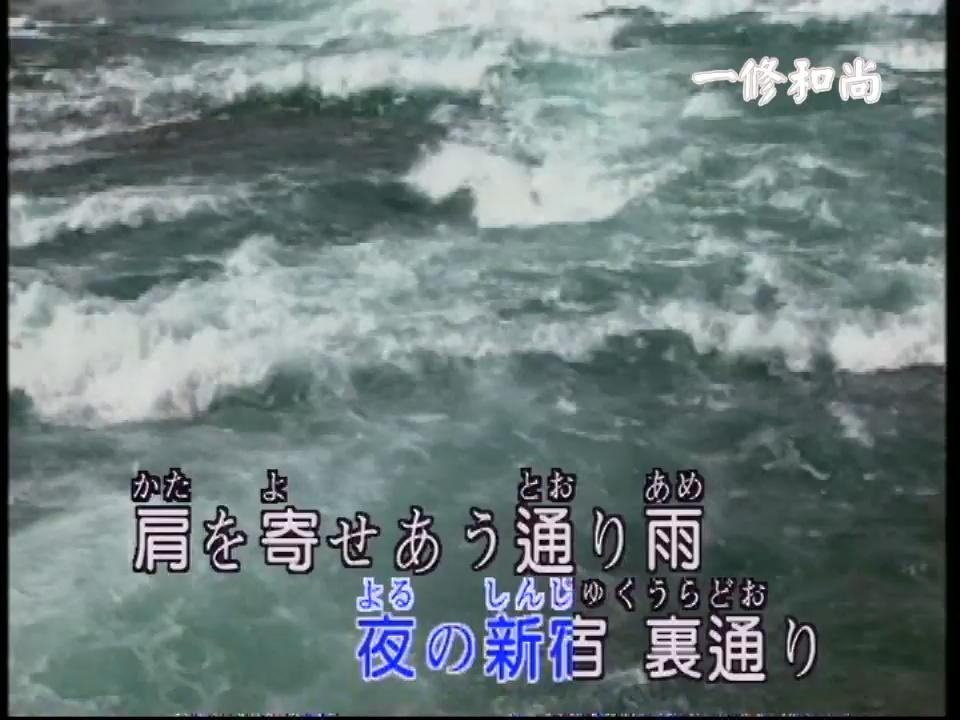 一修和尚
かた よ とお あめ
肩を寄せあう通り雨
よる しんじゅくうらどお
夜の新宿 裏通り